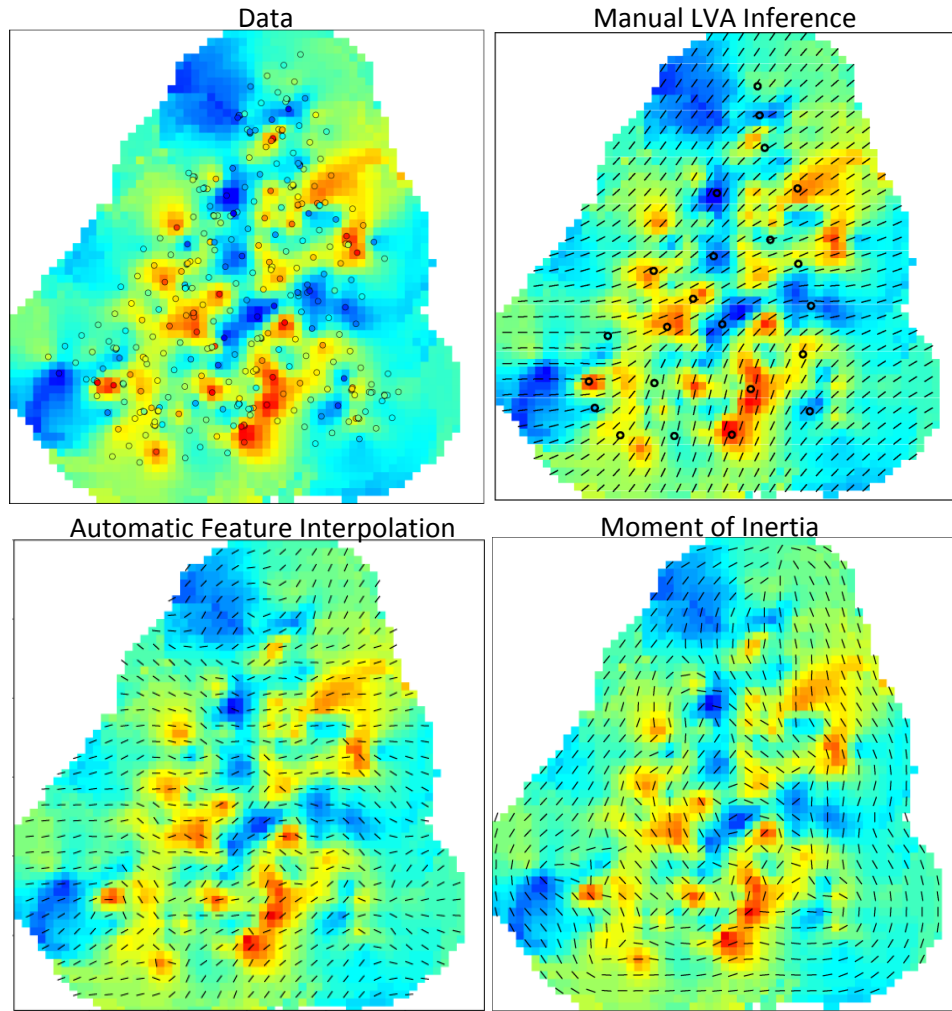 Data
Manual LVA Inference
Automatic Feature Interpolation
Moment of Inertia